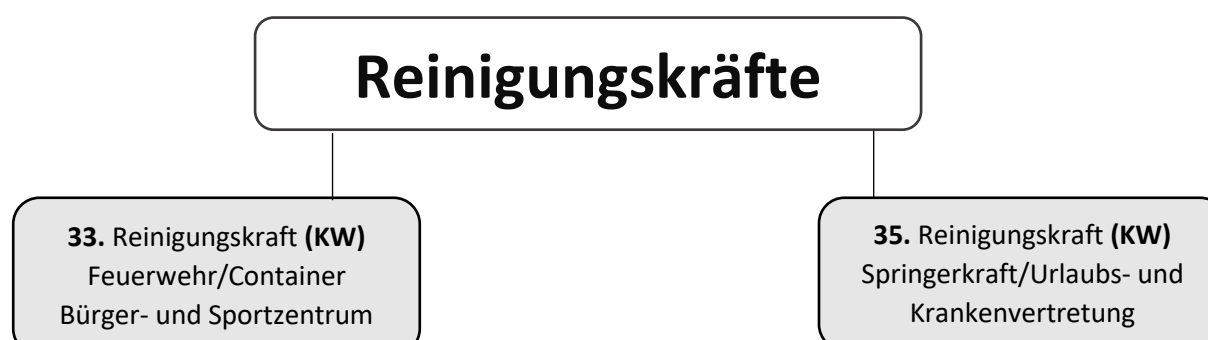 Reinigungskräfte
33. Reinigungskraft (KW)
Feuerwehr/Container
Bürger- und Sportzentrum
35. Reinigungskraft (KW)
Springerkraft/Urlaubs- und
Krankenvertretung